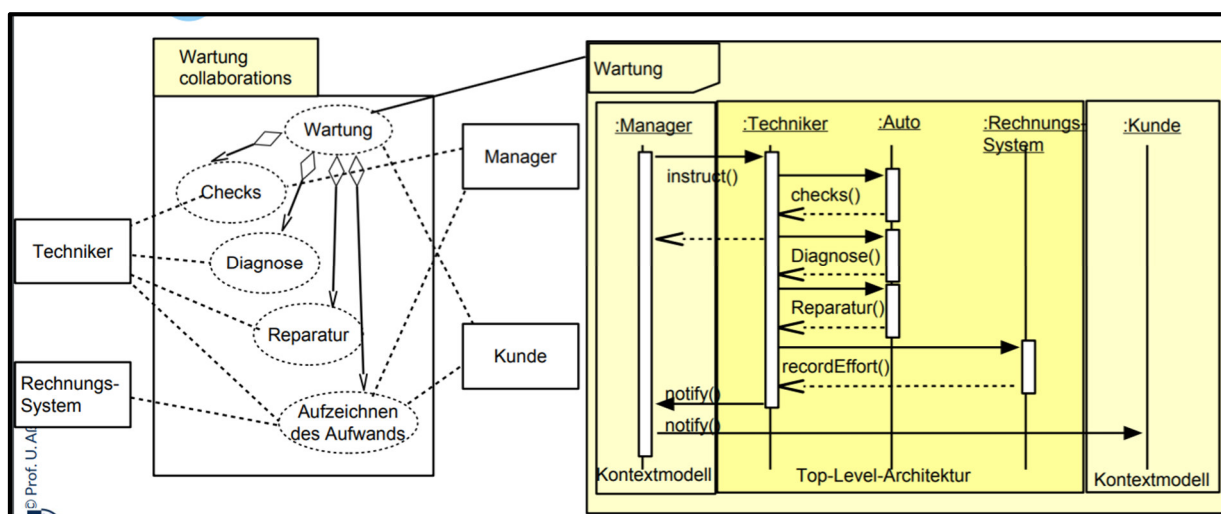 Wartung
collaborations
Wartung
Checks
Diagnose
Reparatur
Aufzeichnen
des Aufwands
Techniker
Rechnungs-
System
Manager
Kunde
Wartung
:Manager
:Techniker
:Auto
:Rechnungs-
System
:Kunde
instruct()
checks()
Diagnose()
Reparatur()
recordEffort()
notify()
notify()
Kontextmodell
Top-Level-Architektur
Kontextmodell
© Prof. U.